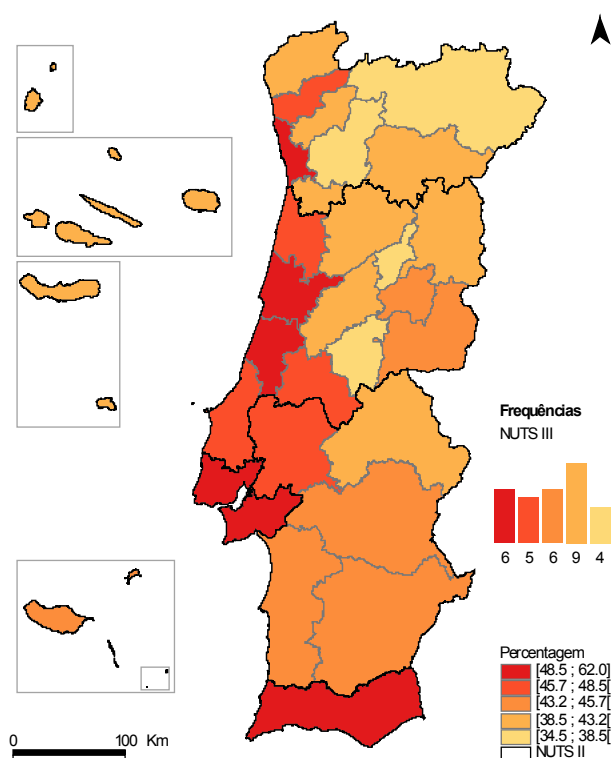 Frequências
NUTS III
6 5 6 9 4
Percentagem
[48.5 ; 62.0]
[45.7 ; 48.5[
[43.2 ; 45.7[
[38.5 ; 43.2[
[34.5 ; 38.5[
NUTS II
0 100 Km